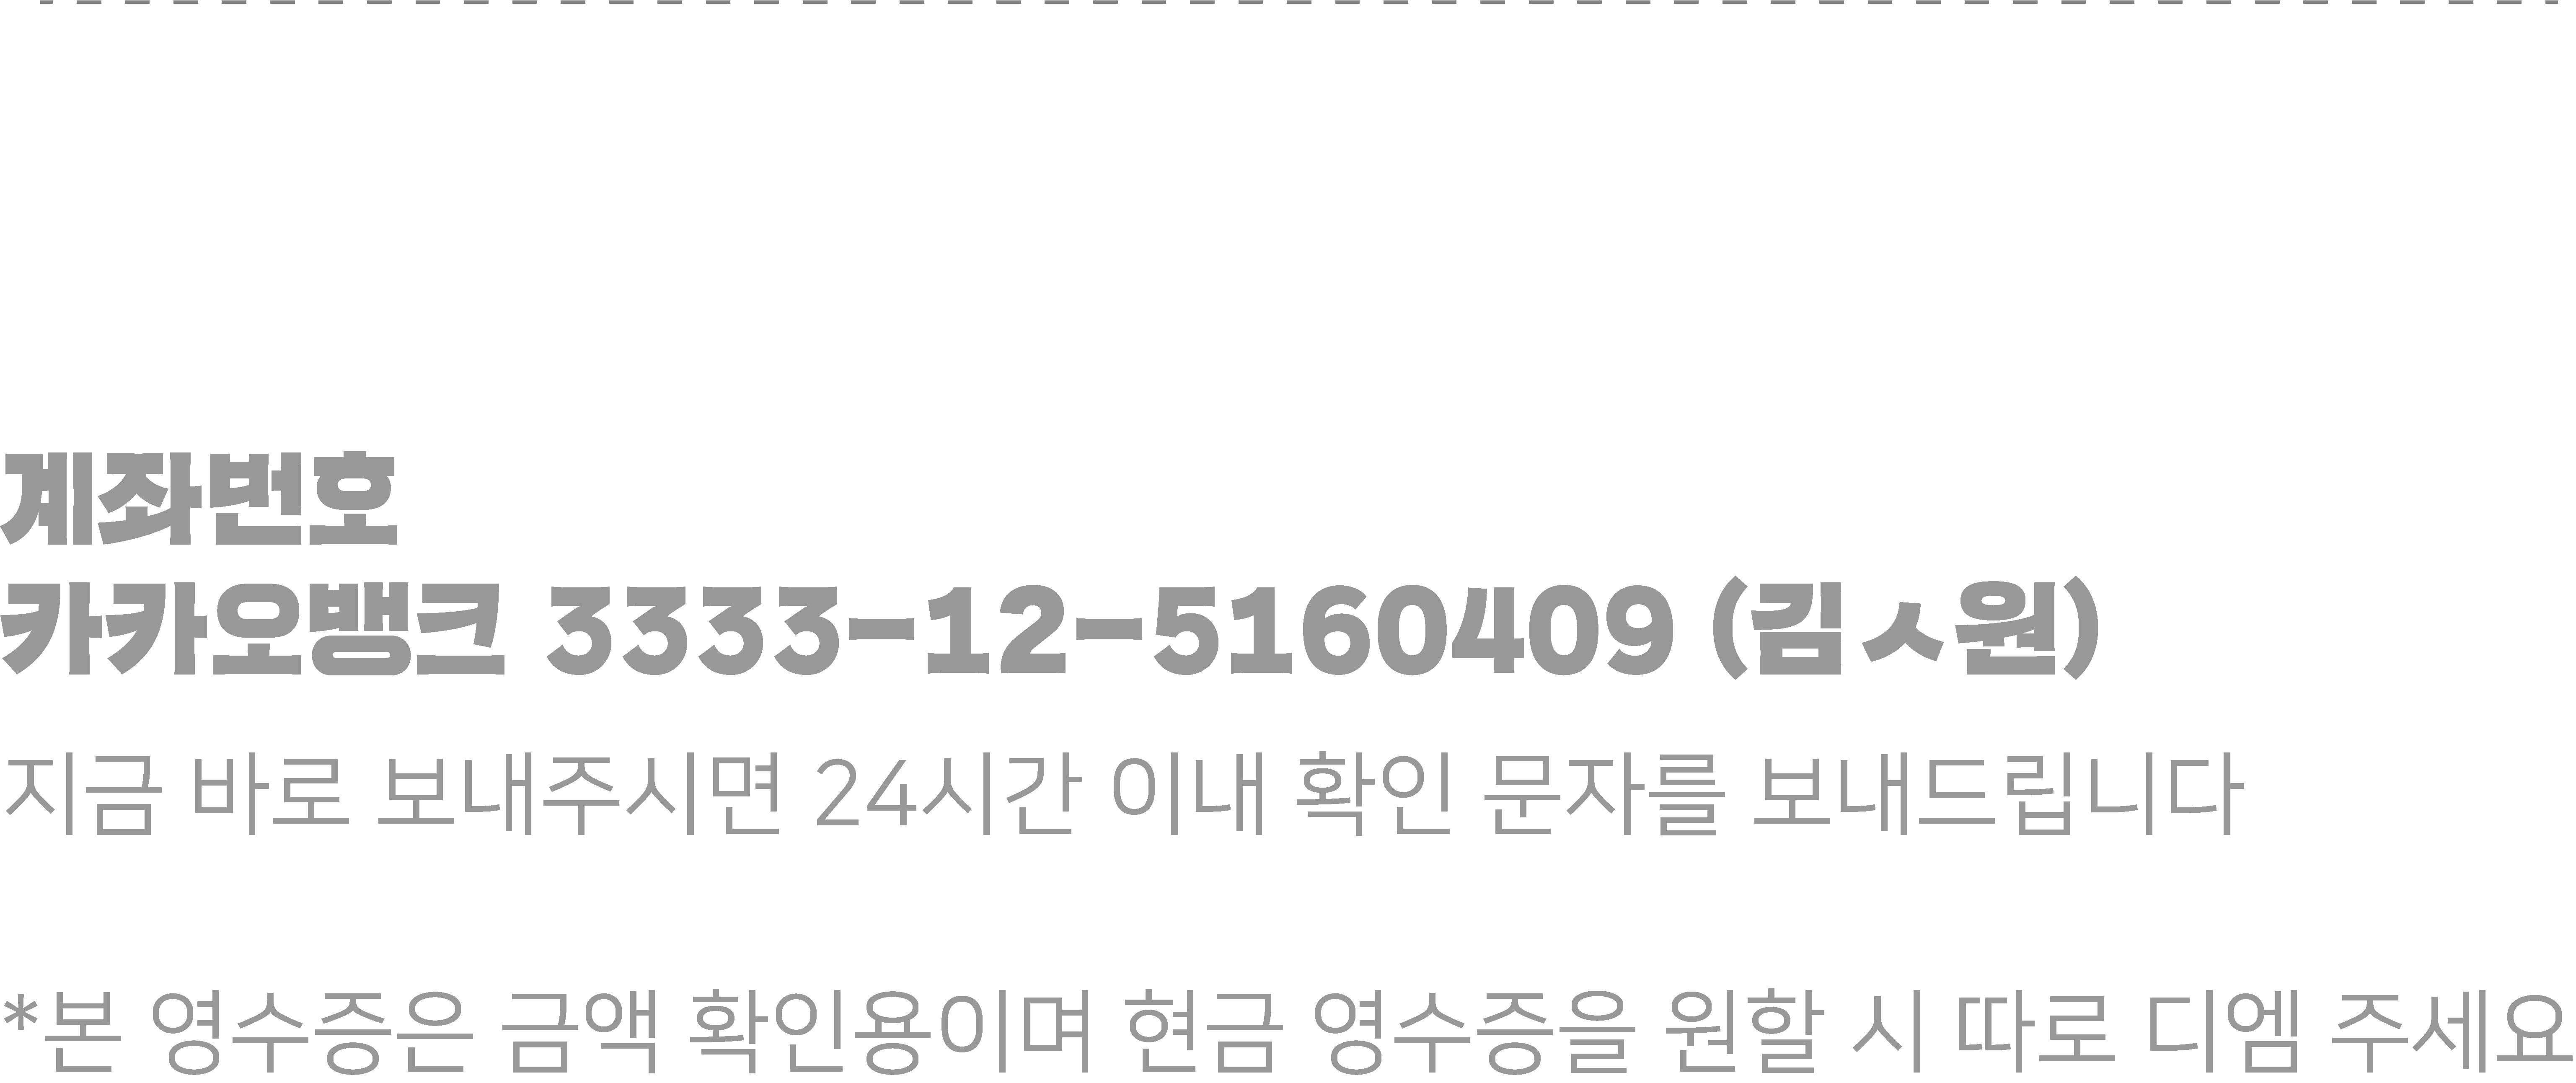 계좌번호
카카오뱅크 3333-12-5160409 (김ㅅ원)
지금 바로 보내주시면 24시간 이내 확인 문자를 보내드립니다
*본 영수증은 금액 확인용이며 현금 영수증을 원할 시 따로 디엠 주세요